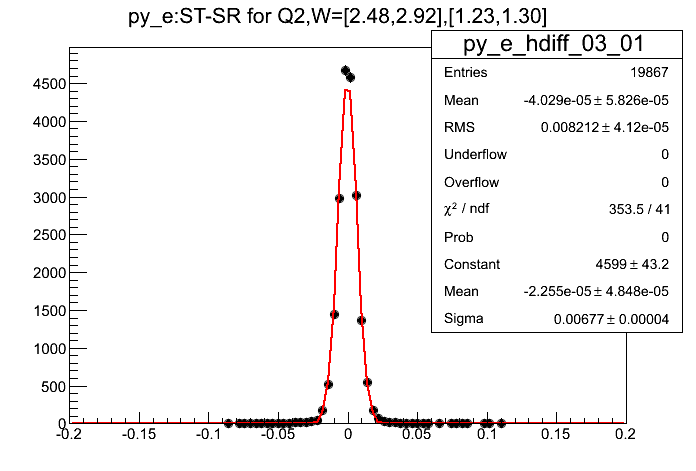 py_e:ST-SR for Q2,W=[2.48,2.92],[1.23,1.30]
py_e_hdiff_03_01
Entries 19867
Mean -4.029e-05 ± 5.826e-05
RMS 0.008212 ± 4.12e-05
Underflow 0
Overflow 0
χ² / ndf 353.5 / 41
Prob 0
Constant 4599 ± 43.2
Mean -2.255e-05 ± 4.848e-05
Sigma 0.00677 ± 0.00004
4500
4000
3500
3000
2500
2000
1500
1000
500
0
-0.2 -0.15 -0.1 -0.05 0 0.05 0.1 0.15 0.2